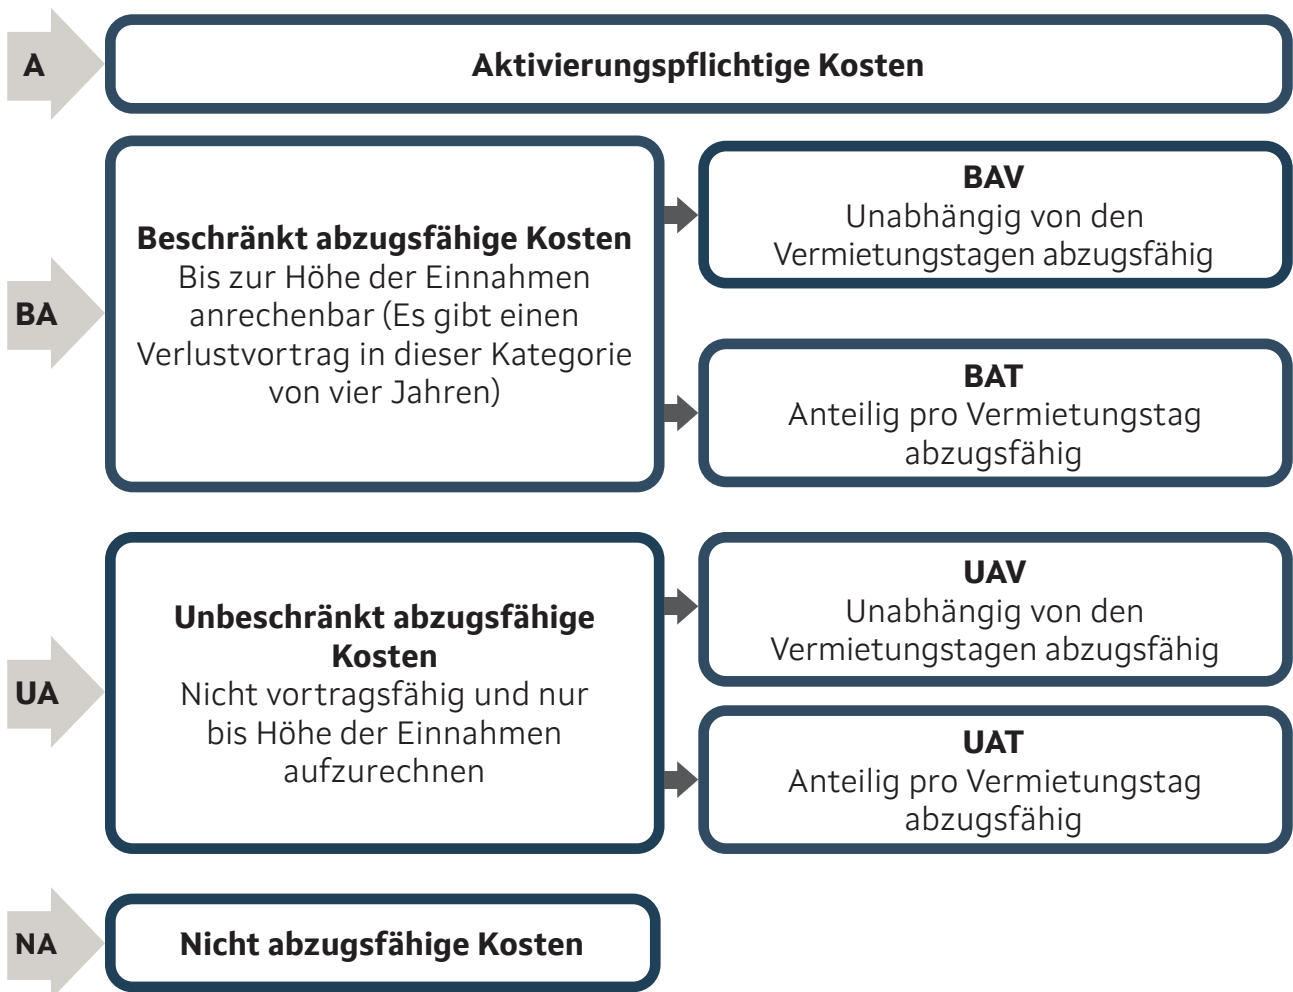 A
Aktivierungspflichtige Kosten
BA
Beschränkt abzugsfähige Kosten
Bis zur Höhe der Einnahmen
anrechenbar (Es gibt einen
Verlustvortrag in dieser Kategorie
von vier Jahren)
BAV
Unabhängig von den
Vermietungstagen abzugsfähig
BAT
Anteilig pro Vermietungstag
abzugsfähig
UA
Unbeschränkt abzugsfähige
Kosten
Nicht vortragsfähig und nur
bis Höhe der Einnahmen
aufzurechnen
UAV
Unabhängig von den
Vermietungstagen abzugsfähig
UAT
Anteilig pro Vermietungstag
abzugsfähig
NA
Nicht abzugsfähige Kosten